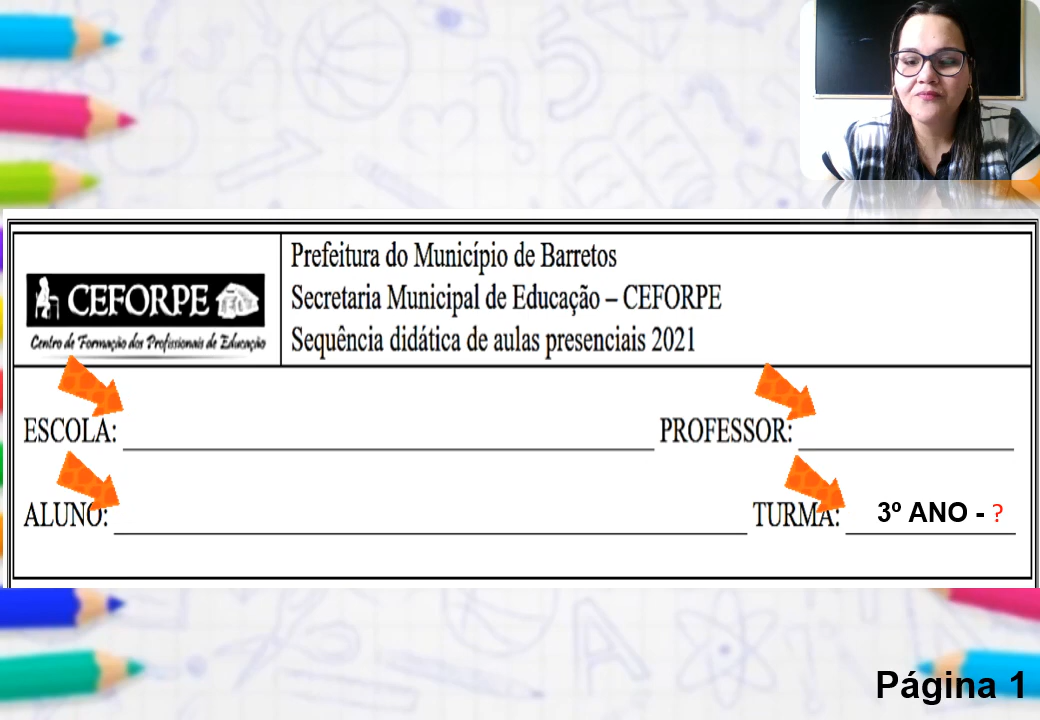 Prefeitura do Município de Barretos
CEFORPE
Secretaria Municipal de Educação – CEFORPE
Centro de Formação dos Profissionais de Educação
Sequência didática de aulas presenciais 2021
ESCOLA: PROFESSOR:
ALUNO: TURMA: 3º ANO - ?
Página 1